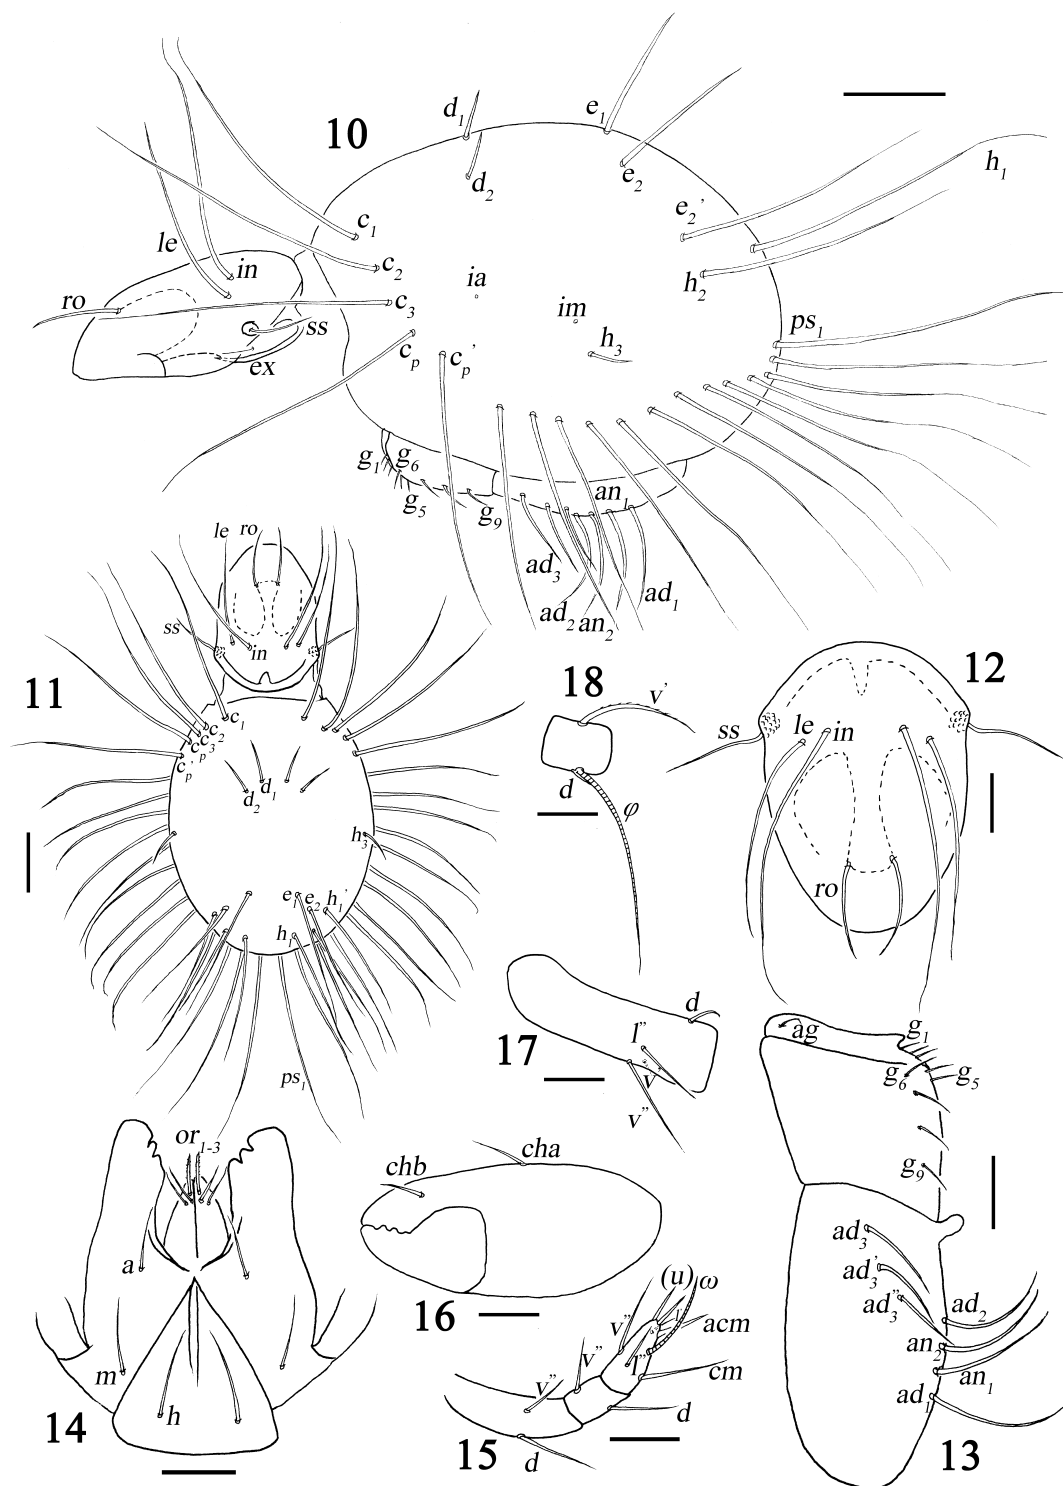 10
d1
d2
e1
e2
e2’
h1
h2
c1
c2
c3
cp
cp’
le
in
ro
ss
ex
ia
im
h3
ps1
g1
g6
g5
g9
an1
ad3
ad2
an2
ad1
11
le
ro
ss
in
c1
c2
c3
cp’
cp
d1
d2
h3
e1
e2
h1’
h1
ps1
12
ss
le
in
ro
18
v’
d
φ
17
d
l”
v’
v”
13
ag
g1
g6
g5
g9
ad3
ad3’
ad3”
ad2
an2
an1
ad1
14
or1-3
a
m
h
16
cha
chb
15
(u)
ω
v”
v”
v”
l”
acm
cm
d
d